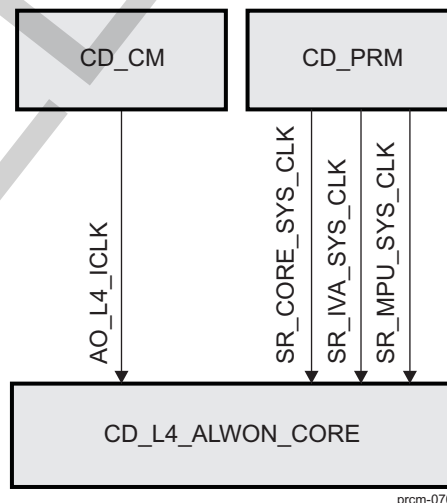 CD_CM
CD_PRM
AO_L4_ICLK
SR_CORE_SYS_CLK
SR_IVA_SYS_CLK
SR_MPU_SYS_CLK
CD_L4_ALWON_CORE